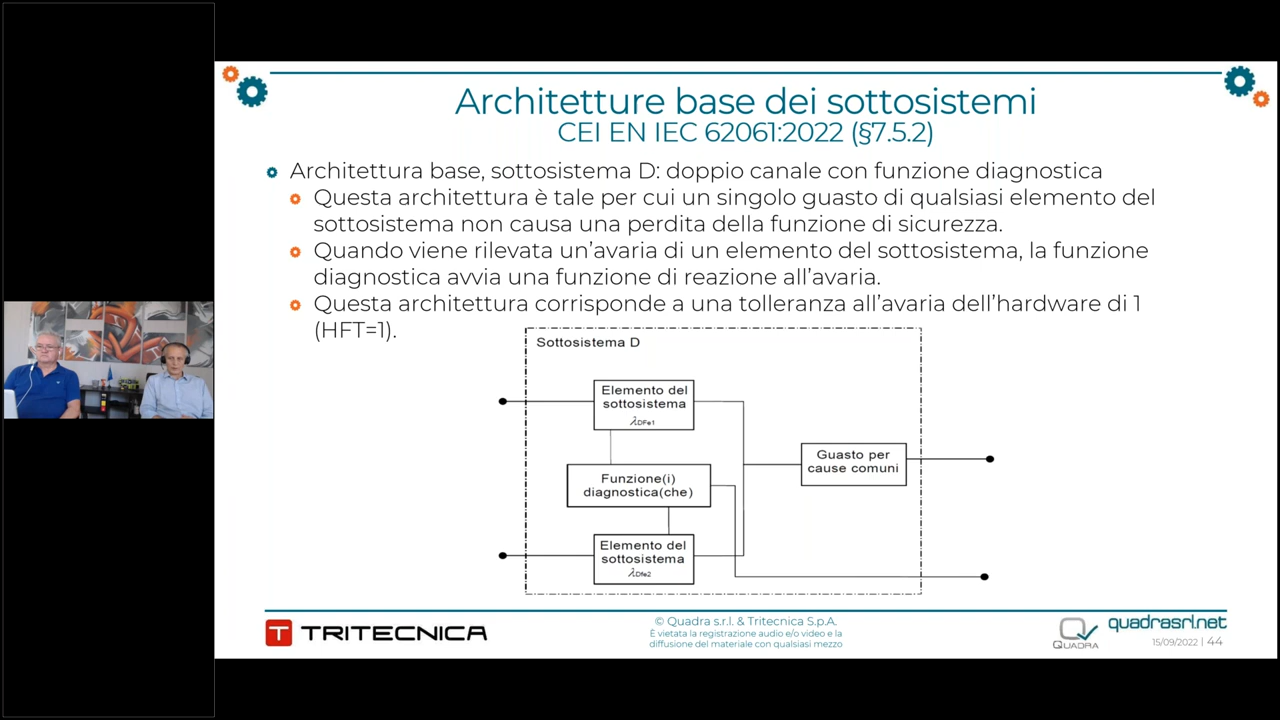 Architetture base dei sottosistemi
CEI EN IEC 62061:2022 (§7.5.2)
Architettura base, sottosistema D: doppio canale con funzione diagnostica
Questa architettura è tale per cui un singolo guasto di qualsiasi elemento del
sottosistema non causa una perdita della funzione di sicurezza.
Quando viene rilevata un’avaria di un elemento del sottosistema, la funzione
diagnostica avvia una funzione di reazione all’avaria.
Questa architettura corrisponde a una tolleranza all’avaria dell’hardware di 1
(HFT=1).
Sottosistema D
Elemento del
sottosistema
λDFe1
Guasto per
cause comuni
Funzione(i)
diagnostica(che)
Elemento del
sottosistema
λDfe2
TRITECNICA
© Quadra s.r.l. & Tritecnica S.p.A.
È vietata la registrazione audio e/o video e la
diffusione del materiale con qualsiasi mezzo
QUADRA
quadrasrl.net
15/09/2022 | 44